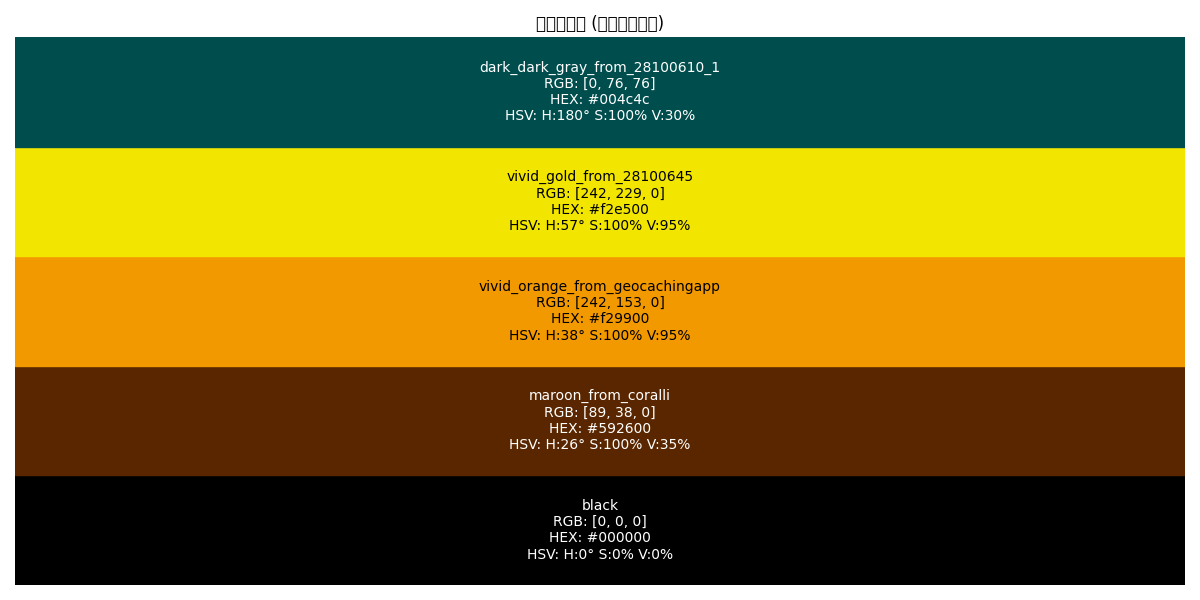 dark_dark_gray_from_28100610_1
RGB: [0, 76, 76]
HEX: #004c4c
HSV: H:180° S:100% V:30%
vivid_gold_from_28100645
RGB: [242, 229, 0]
HEX: #f2e500
HSV: H:57° S:100% V:95%
vivid_orange_from_geocachingapp
RGB: [242, 153, 0]
HEX: #f29900
HSV: H:38° S:100% V:95%
maroon_from_coralli
RGB: [89, 38, 0]
HEX: #592600
HSV: H:26° S:100% V:35%
black
RGB: [0, 0, 0]
HEX: #000000
HSV: H:0° S:0% V:0%